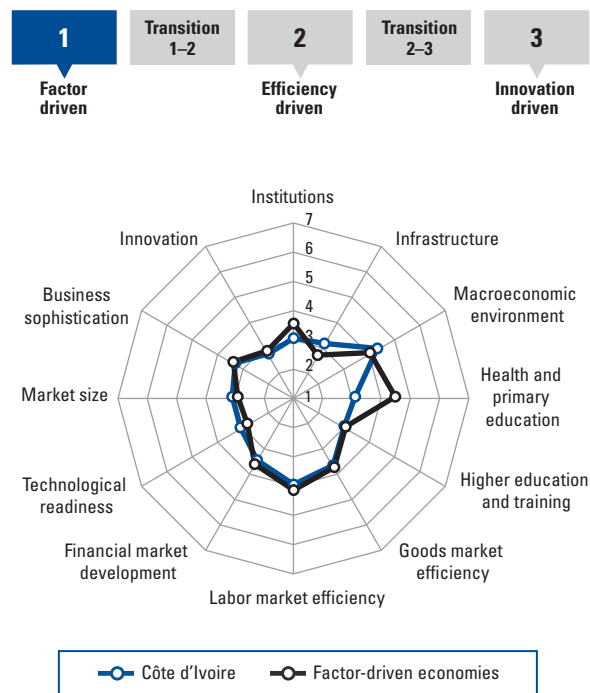 1
Transition
1–2
2
Transition
2–3
3
Factor
driven
Efficiency
driven
Innovation
driven
Institutions
7
6
5
4
3
2
1
Infrastructure
Macroeconomic
environment
Health and
primary
education
Higher education
and training
Goods market
efficiency
Labor market efficiency
Financial market
development
Technological
readiness
Market size
Business
sophistication
Innovation
Côte d'Ivoire
Factor-driven economies